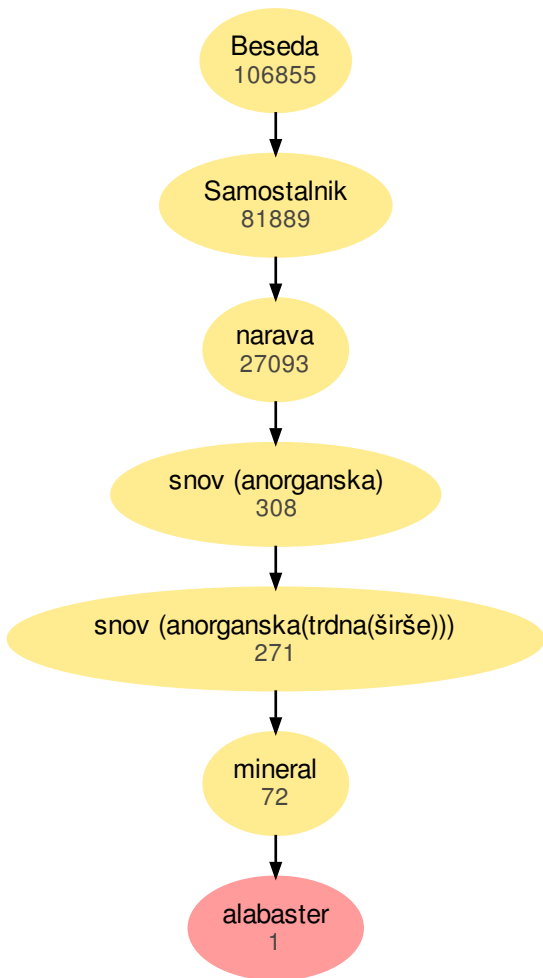 Beseda
106855
Samostalnik
81889
narava
27093
snov (anorganska)
308
snov (anorganska(trdna(širše)))
271
mineral
72
alabaster
1